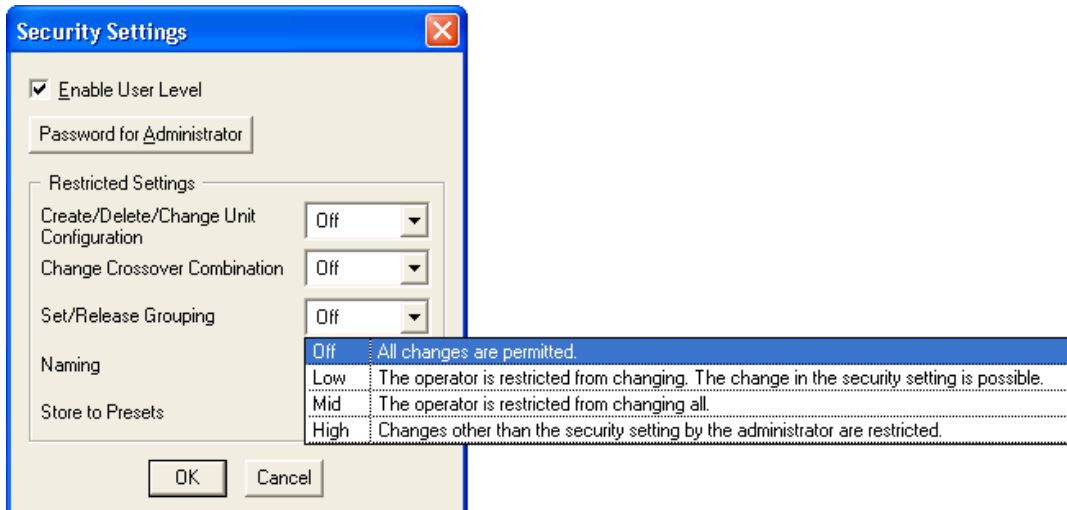 Security Settings
Enable User Level
Password for Administrator
Restricted Settings
Create/Delete/Change Unit
Configuration
Off
Change Crossover Combination
Off
Set/Release Grouping
Off
Naming
Store to Presets
Off All changes are permitted.
Low The operator is restricted from changing. The change in the security setting is possible.
Mid The operator is restricted from changing all.
High Changes other than the security setting by the administrator are restricted.
OK
Cancel